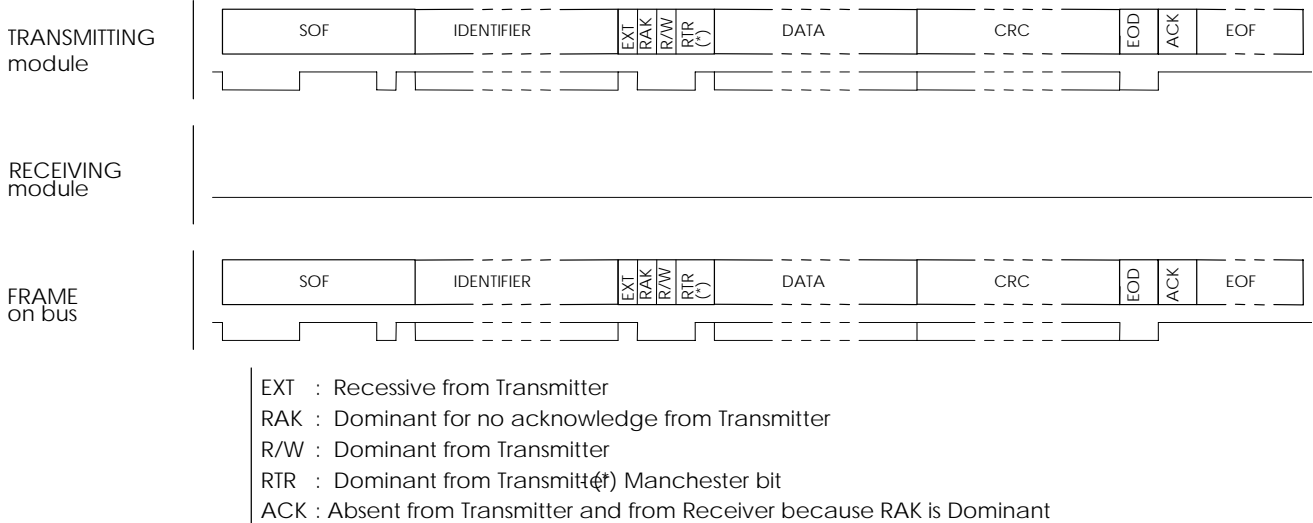 TRANSMITTING
module
SOF IDENTIFIER EXT RAK R/W RTR (*) DATA CRC EOD ACK EOF
RECEIVING
module
FRAME
on bus
SOF IDENTIFIER EXT RAK R/W RTR (*) DATA CRC EOD ACK EOF
EXT : Recessive from Transmitter
RAK : Dominant for no acknowledge from Transmitter
R/W : Dominant from Transmitter
RTR : Dominant from Transmitter - (*) Manchester bit
ACK : Absent from Transmitter and from Receiver because RAK is Dominant